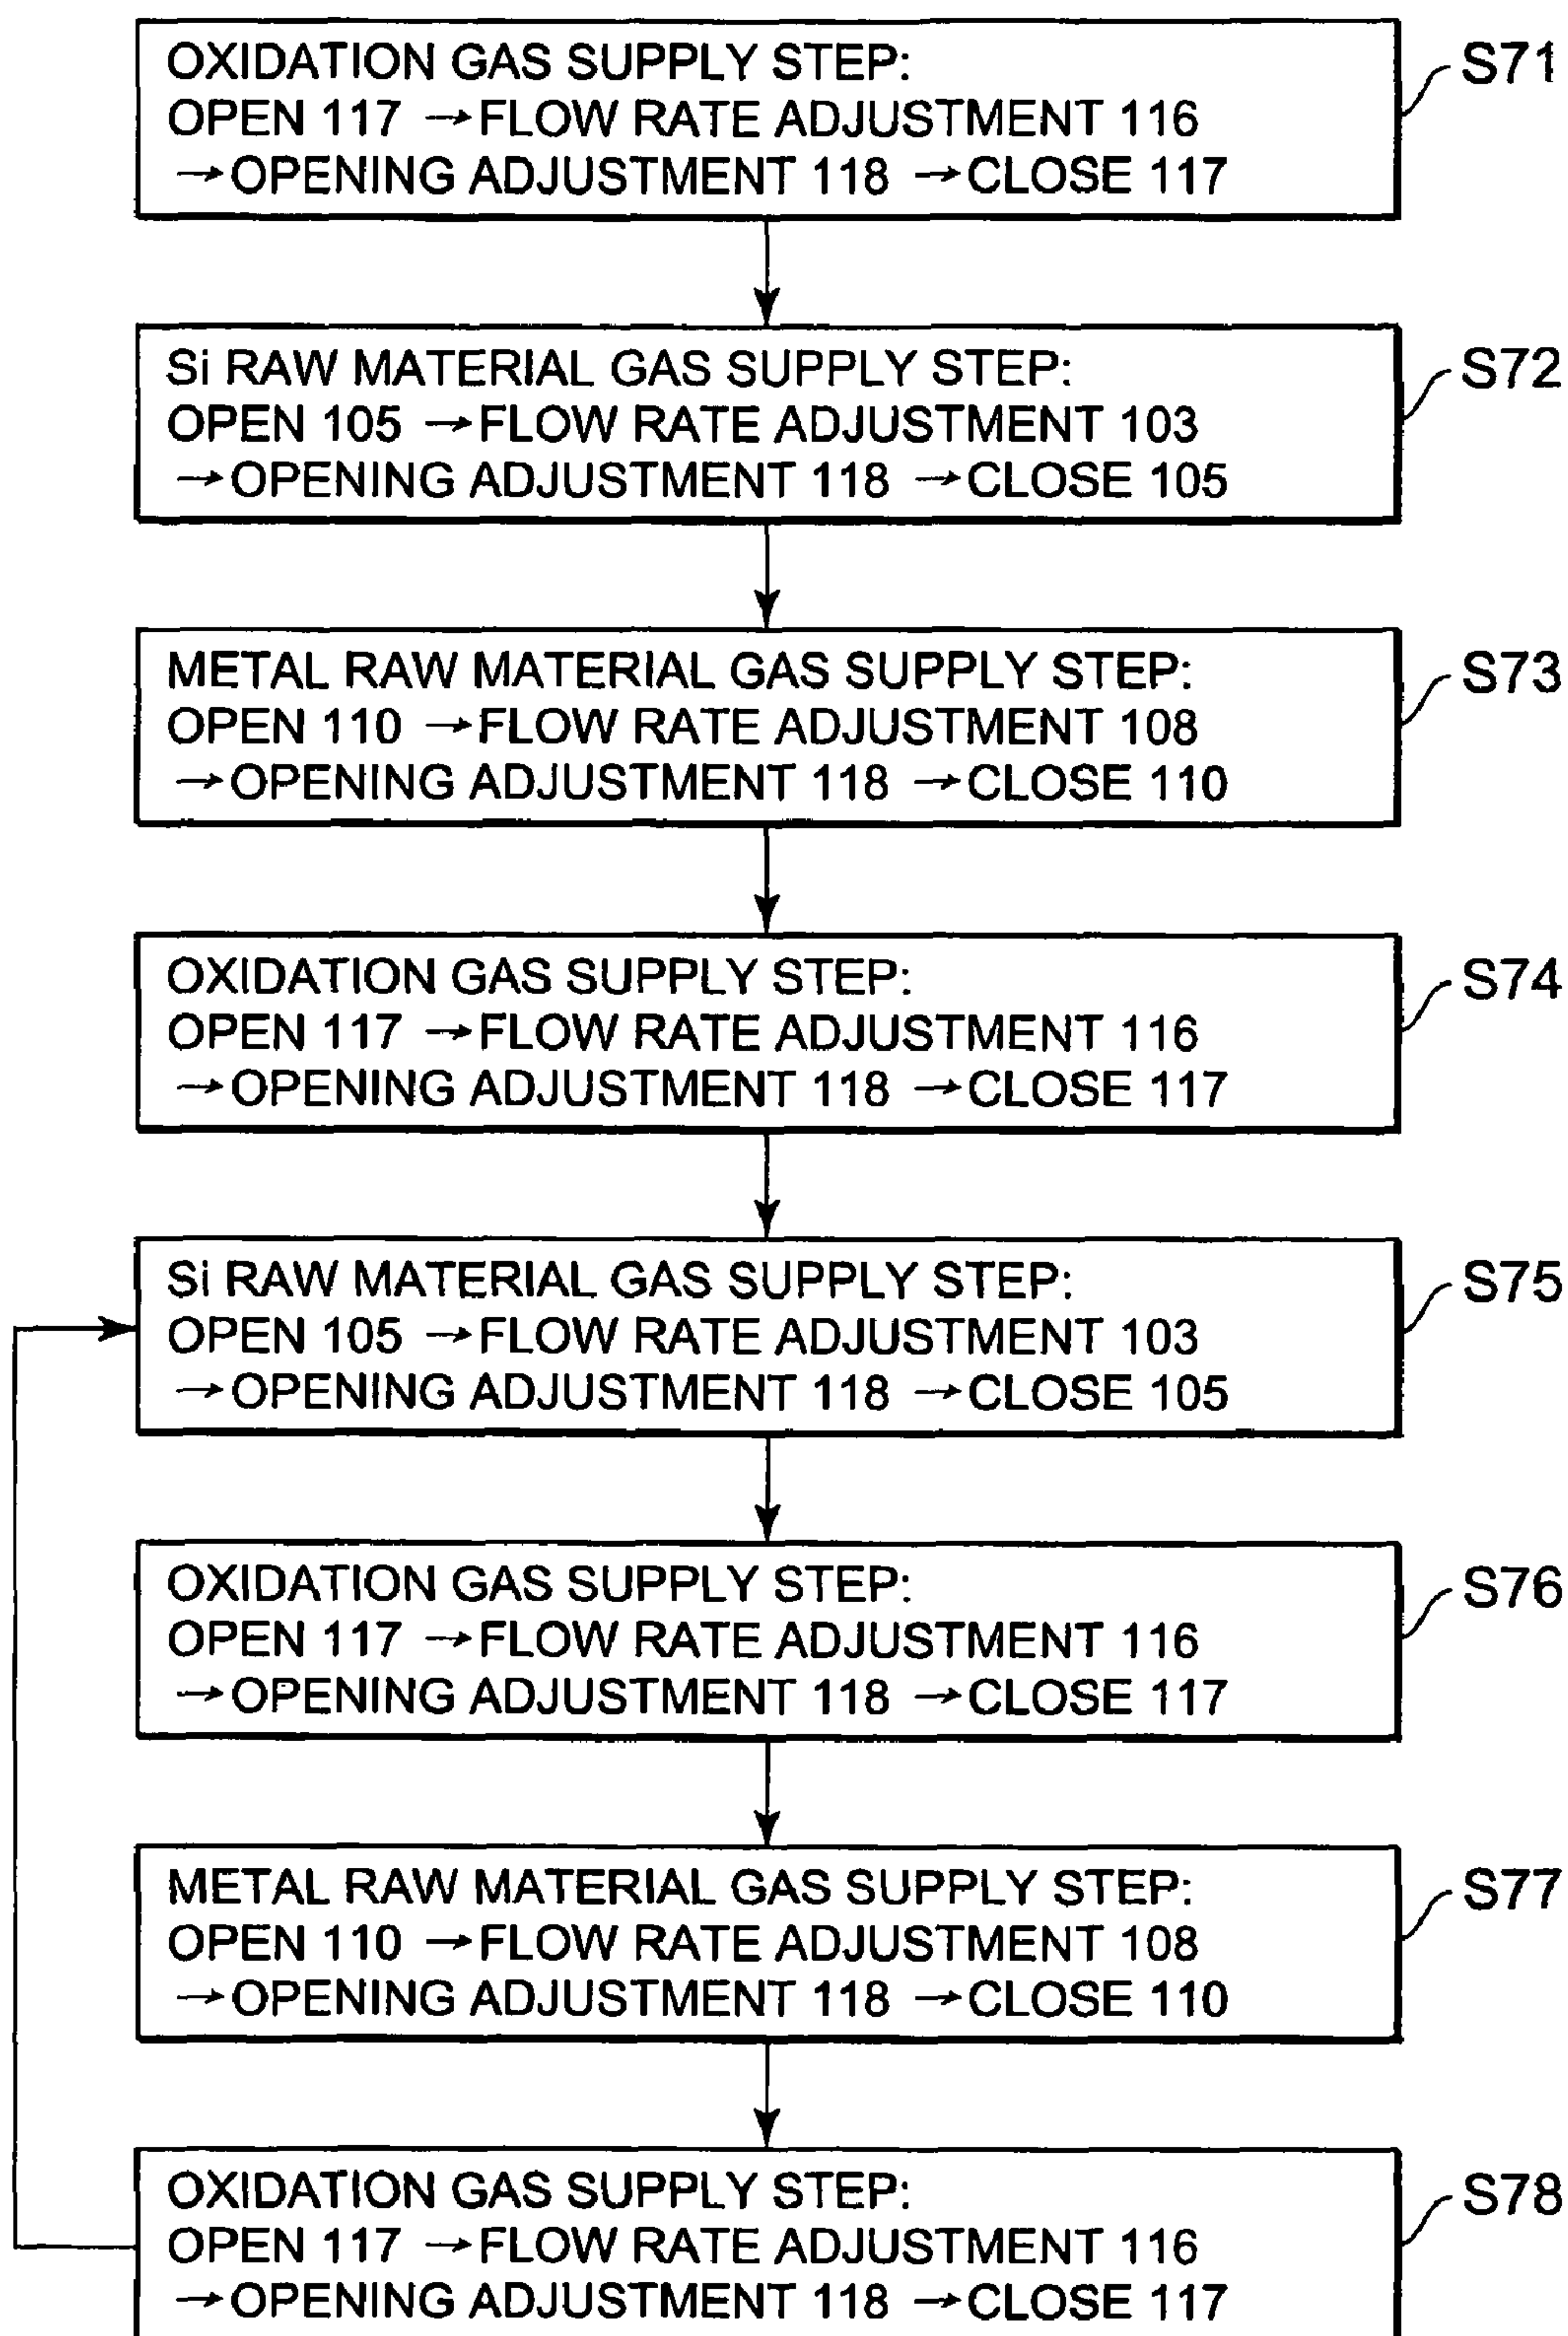 OXIDATION GAS SUPPLY STEP:
OPEN 117 →FLOW RATE ADJUSTMENT 116
→OPENING ADJUSTMENT 118 →CLOSE 117
S71
Si RAW MATERIAL GAS SUPPLY STEP:
OPEN 105 →FLOW RATE ADJUSTMENT 103
→OPENING ADJUSTMENT 118 →CLOSE 105
S72
METAL RAW MATERIAL GAS SUPPLY STEP:
OPEN 110 →FLOW RATE ADJUSTMENT 108
→OPENING ADJUSTMENT 118 →CLOSE 110
S73
OXIDATION GAS SUPPLY STEP:
OPEN 117 →FLOW RATE ADJUSTMENT 116
→OPENING ADJUSTMENT 118 →CLOSE 117
S74
Si RAW MATERIAL GAS SUPPLY STEP:
OPEN 105 →FLOW RATE ADJUSTMENT 103
→OPENING ADJUSTMENT 118 →CLOSE 105
S75
OXIDATION GAS SUPPLY STEP:
OPEN 117 →FLOW RATE ADJUSTMENT 116
→OPENING ADJUSTMENT 118 →CLOSE 117
S76
METAL RAW MATERIAL GAS SUPPLY STEP:
OPEN 110 →FLOW RATE ADJUSTMENT 108
→OPENING ADJUSTMENT 118 →CLOSE 110
S77
OXIDATION GAS SUPPLY STEP:
OPEN 117 →FLOW RATE ADJUSTMENT 116
→OPENING ADJUSTMENT 118 →CLOSE 117
S78